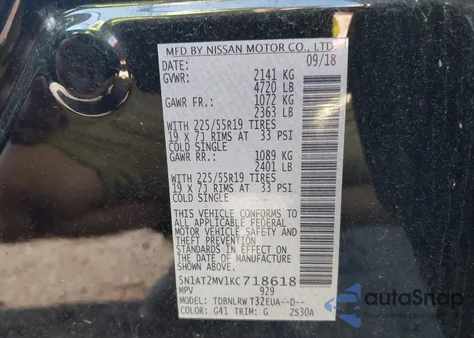 MFD BY NISSAN MOTOR CO., LTD.
DATE: 09/18
GVWR: 2141 KG
4720 LB
GAWR FR.: 1072 KG
2363 LB
WITH 225/55R19 TIRES
19 X 7J RIMS AT 33 PSI
COLD SINGLE
GAWR RR.: 1089 KG
2401 LB
WITH 225/55R19 TIRES
19 X 7J RIMS AT 33 PSI
COLD SINGLE
THIS VEHICLE CONFORMS TO
ALL APPLICABLE FEDERAL
MOTOR VEHICLE SAFETY
AND THEFT PREVENTION
STANDARDS IN EFFECT ON
THE DATE OF MANUFACTURE
SHOWN ABOVE.
5N1AT2MV1KC718618
MPV 929
MODEL: TDBNLRW T32EUA--D--
COLOR: G41 TRIM: G ZS30A
autoSnap